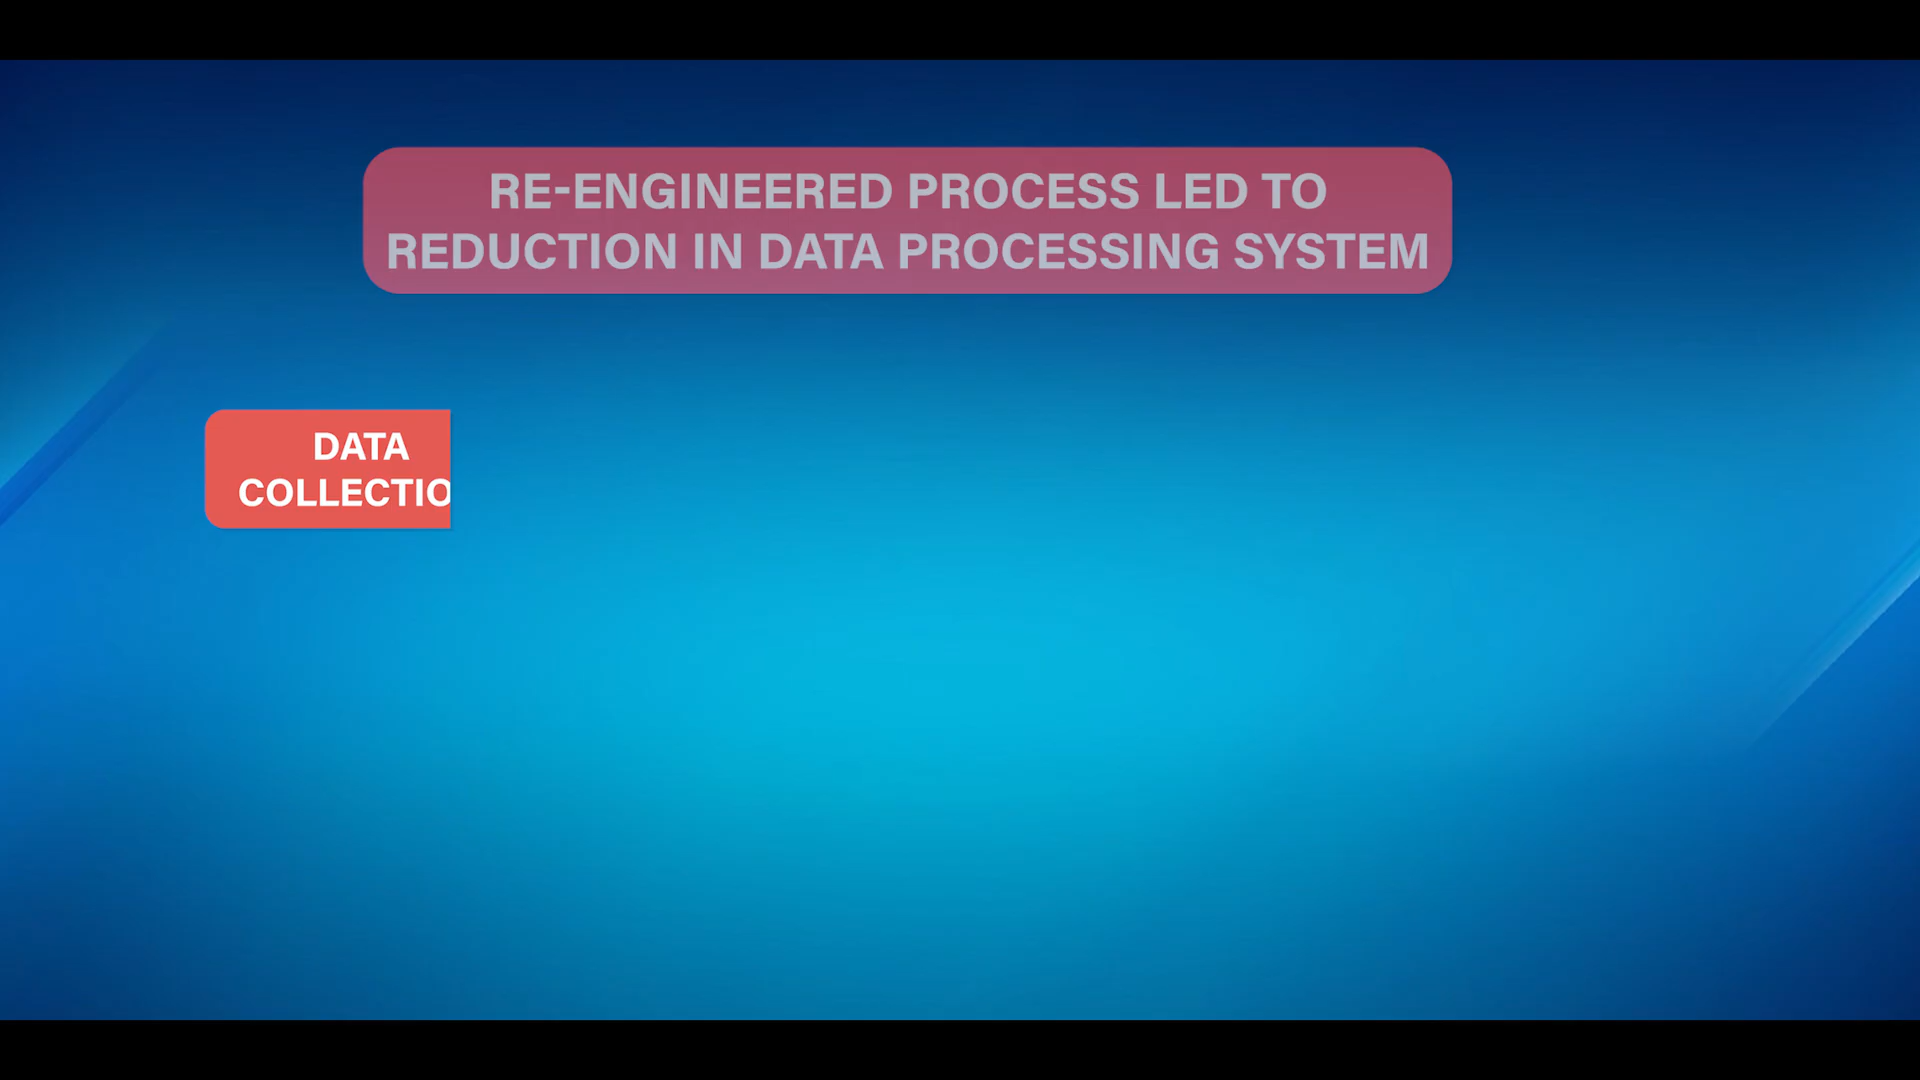 RE-ENGINEERED PROCESS LED TO
REDUCTION IN DATA PROCESSING SYSTEM
DATA
COLLECTIO